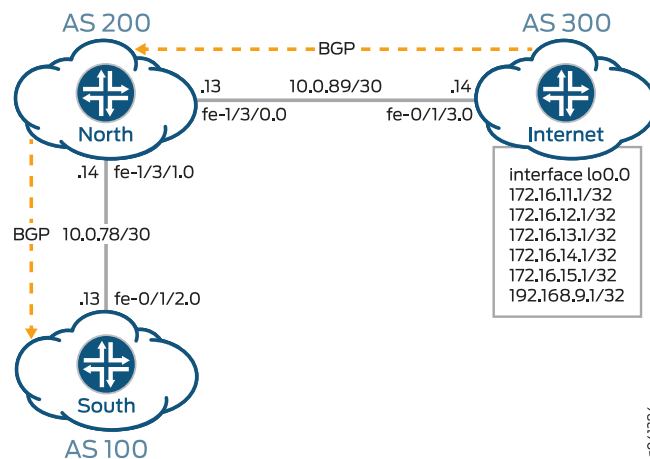 AS 200
AS 300
BGP
.13
10.0.89/30
.14
fe-1/3/0.0
fe-0/1/3.0
North
Internet
.14
fe-1/3/1.0
interface lo0.0
172.16.11.1/32
172.16.12.1/32
172.16.13.1/32
172.16.14.1/32
172.16.15.1/32
192.168.9.1/32
BGP
10.0.78/30
.13
fe-0/1/2.0
South
AS 100